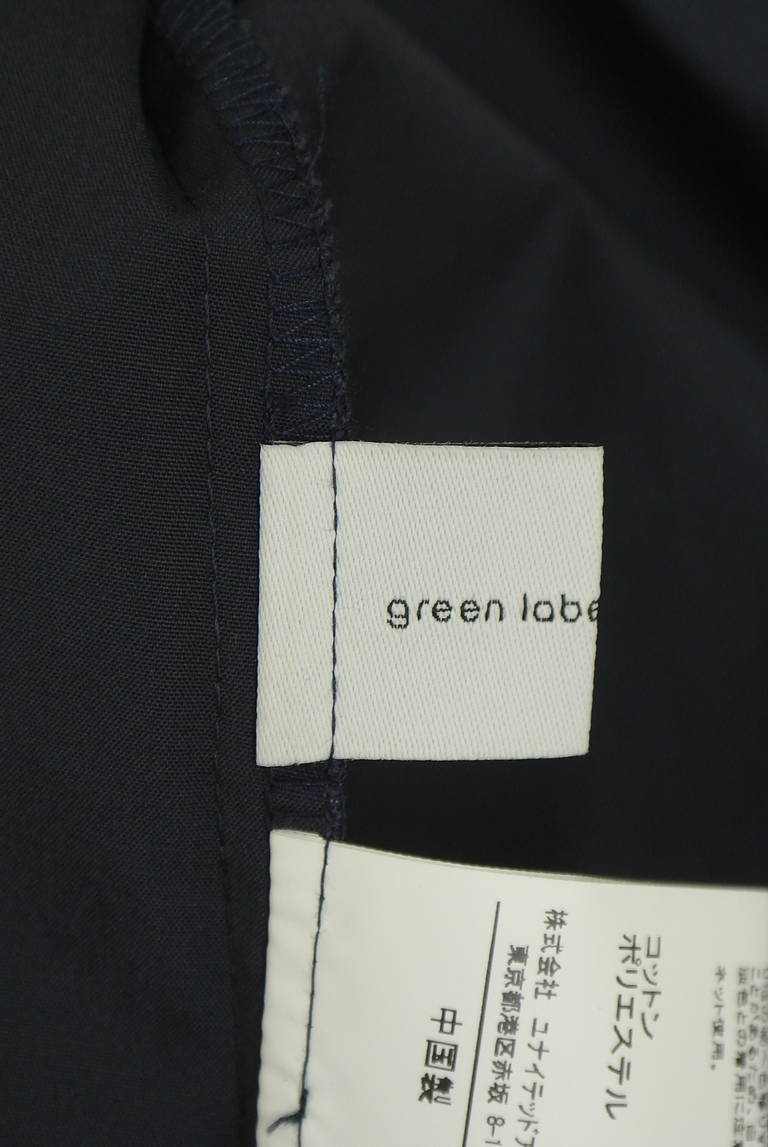 green labe
コットン
ポリエステル
株式会社 ユナイテッドア
東京都港区赤坂 8-1
中国製
ネット使用。